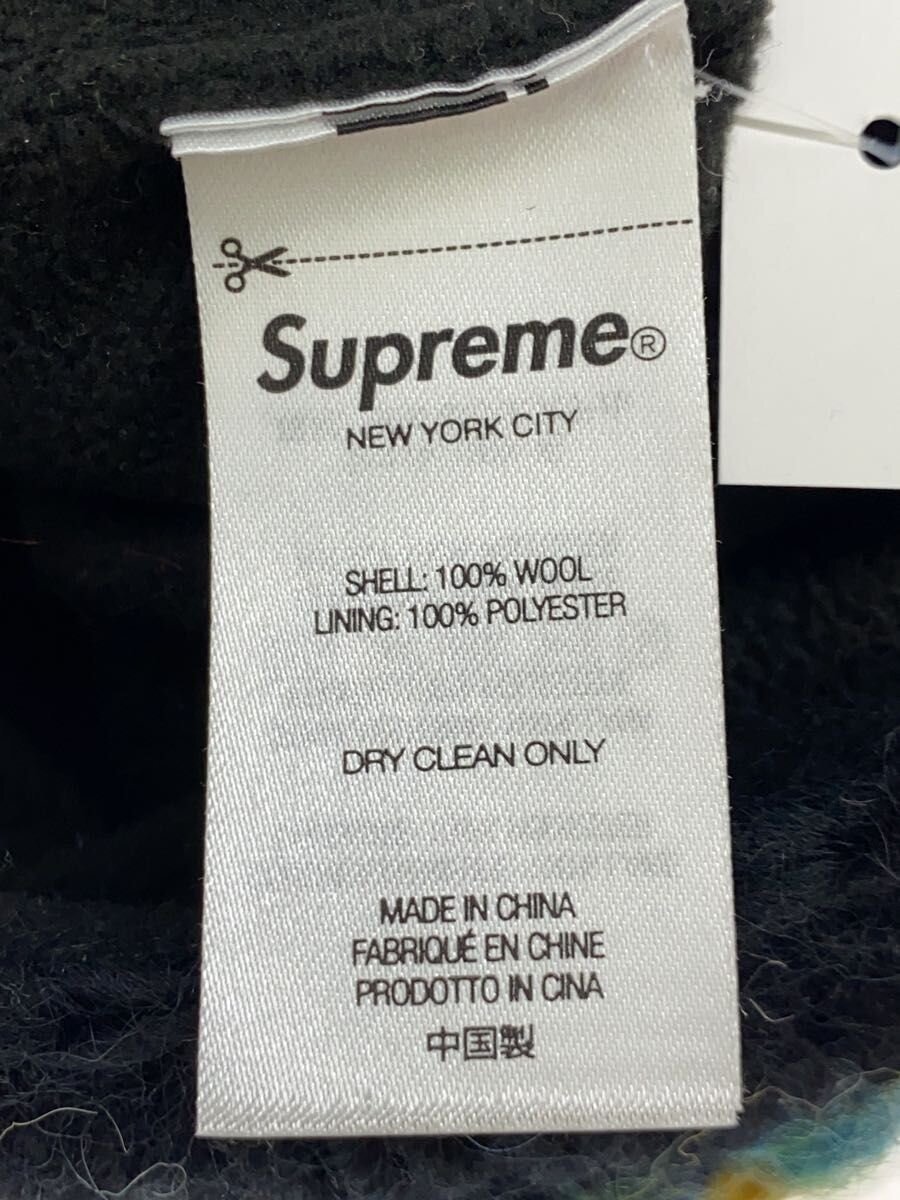 Supreme®
NEW YORK CITY
SHELL: 100% WOOL
LINING: 100% POLYESTER
DRY CLEAN ONLY
MADE IN CHINA
FABRIQUÉ EN CHINE
PRODOTTO IN CINA
中国製